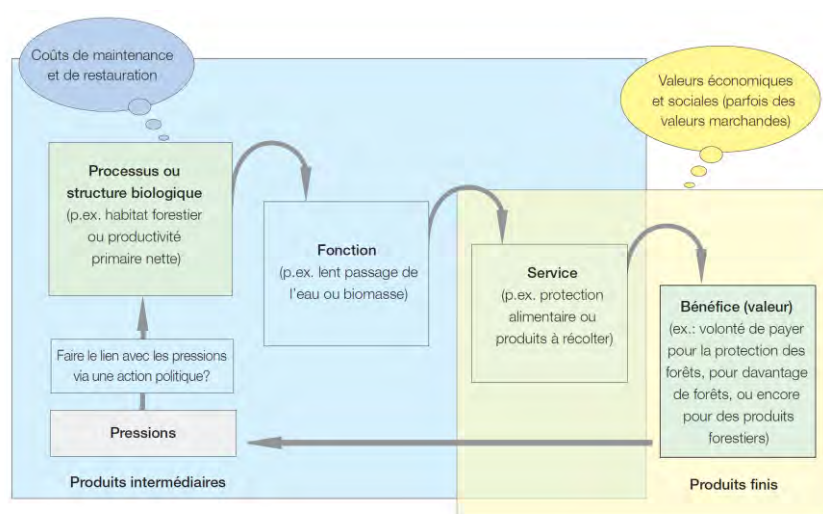 Coûts de maintenance
et de restauration
Valeurs économiques
et sociales (parfois des
valeurs marchandes)
Processus ou
structure biologique
(p.ex. habitat forestier
ou productivité
primaire nette)
Fonction
(p.ex. lent passage de
l'eau ou biomasse)
Service
(p.ex. protection
alimentaire ou
produits à récolter)
Bénéfice (valeur)
(ex.: volonté de payer
pour la protection des
forêts, pour davantage
de forêts, ou encore
pour des produits
forestiers)
Faire le lien avec les pressions
via une action politique?
Pressions
Produits intermédiaires
Produits finis